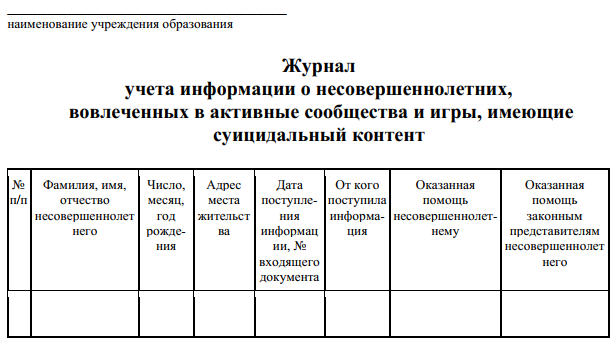 наименование учреждения образования
Журнал
учета информации о несовершеннолетних,
вовлеченных в активные сообщества и игры, имеющие
суицидальный контент
№
п/п
Фамилия, имя,
отчество
несовершеннолет
него
Число,
месяц,
год
рожде-
ния
Адрес
места
жительст
ва
Дата
поступле-
ния
информац
ии, №
входящего
документа
От кого
поступила
информа-
ция
Оказанная
помощь
несовершеннолет-
нему
Оказанная
помощь
законным
представителям
несовершеннолет
него